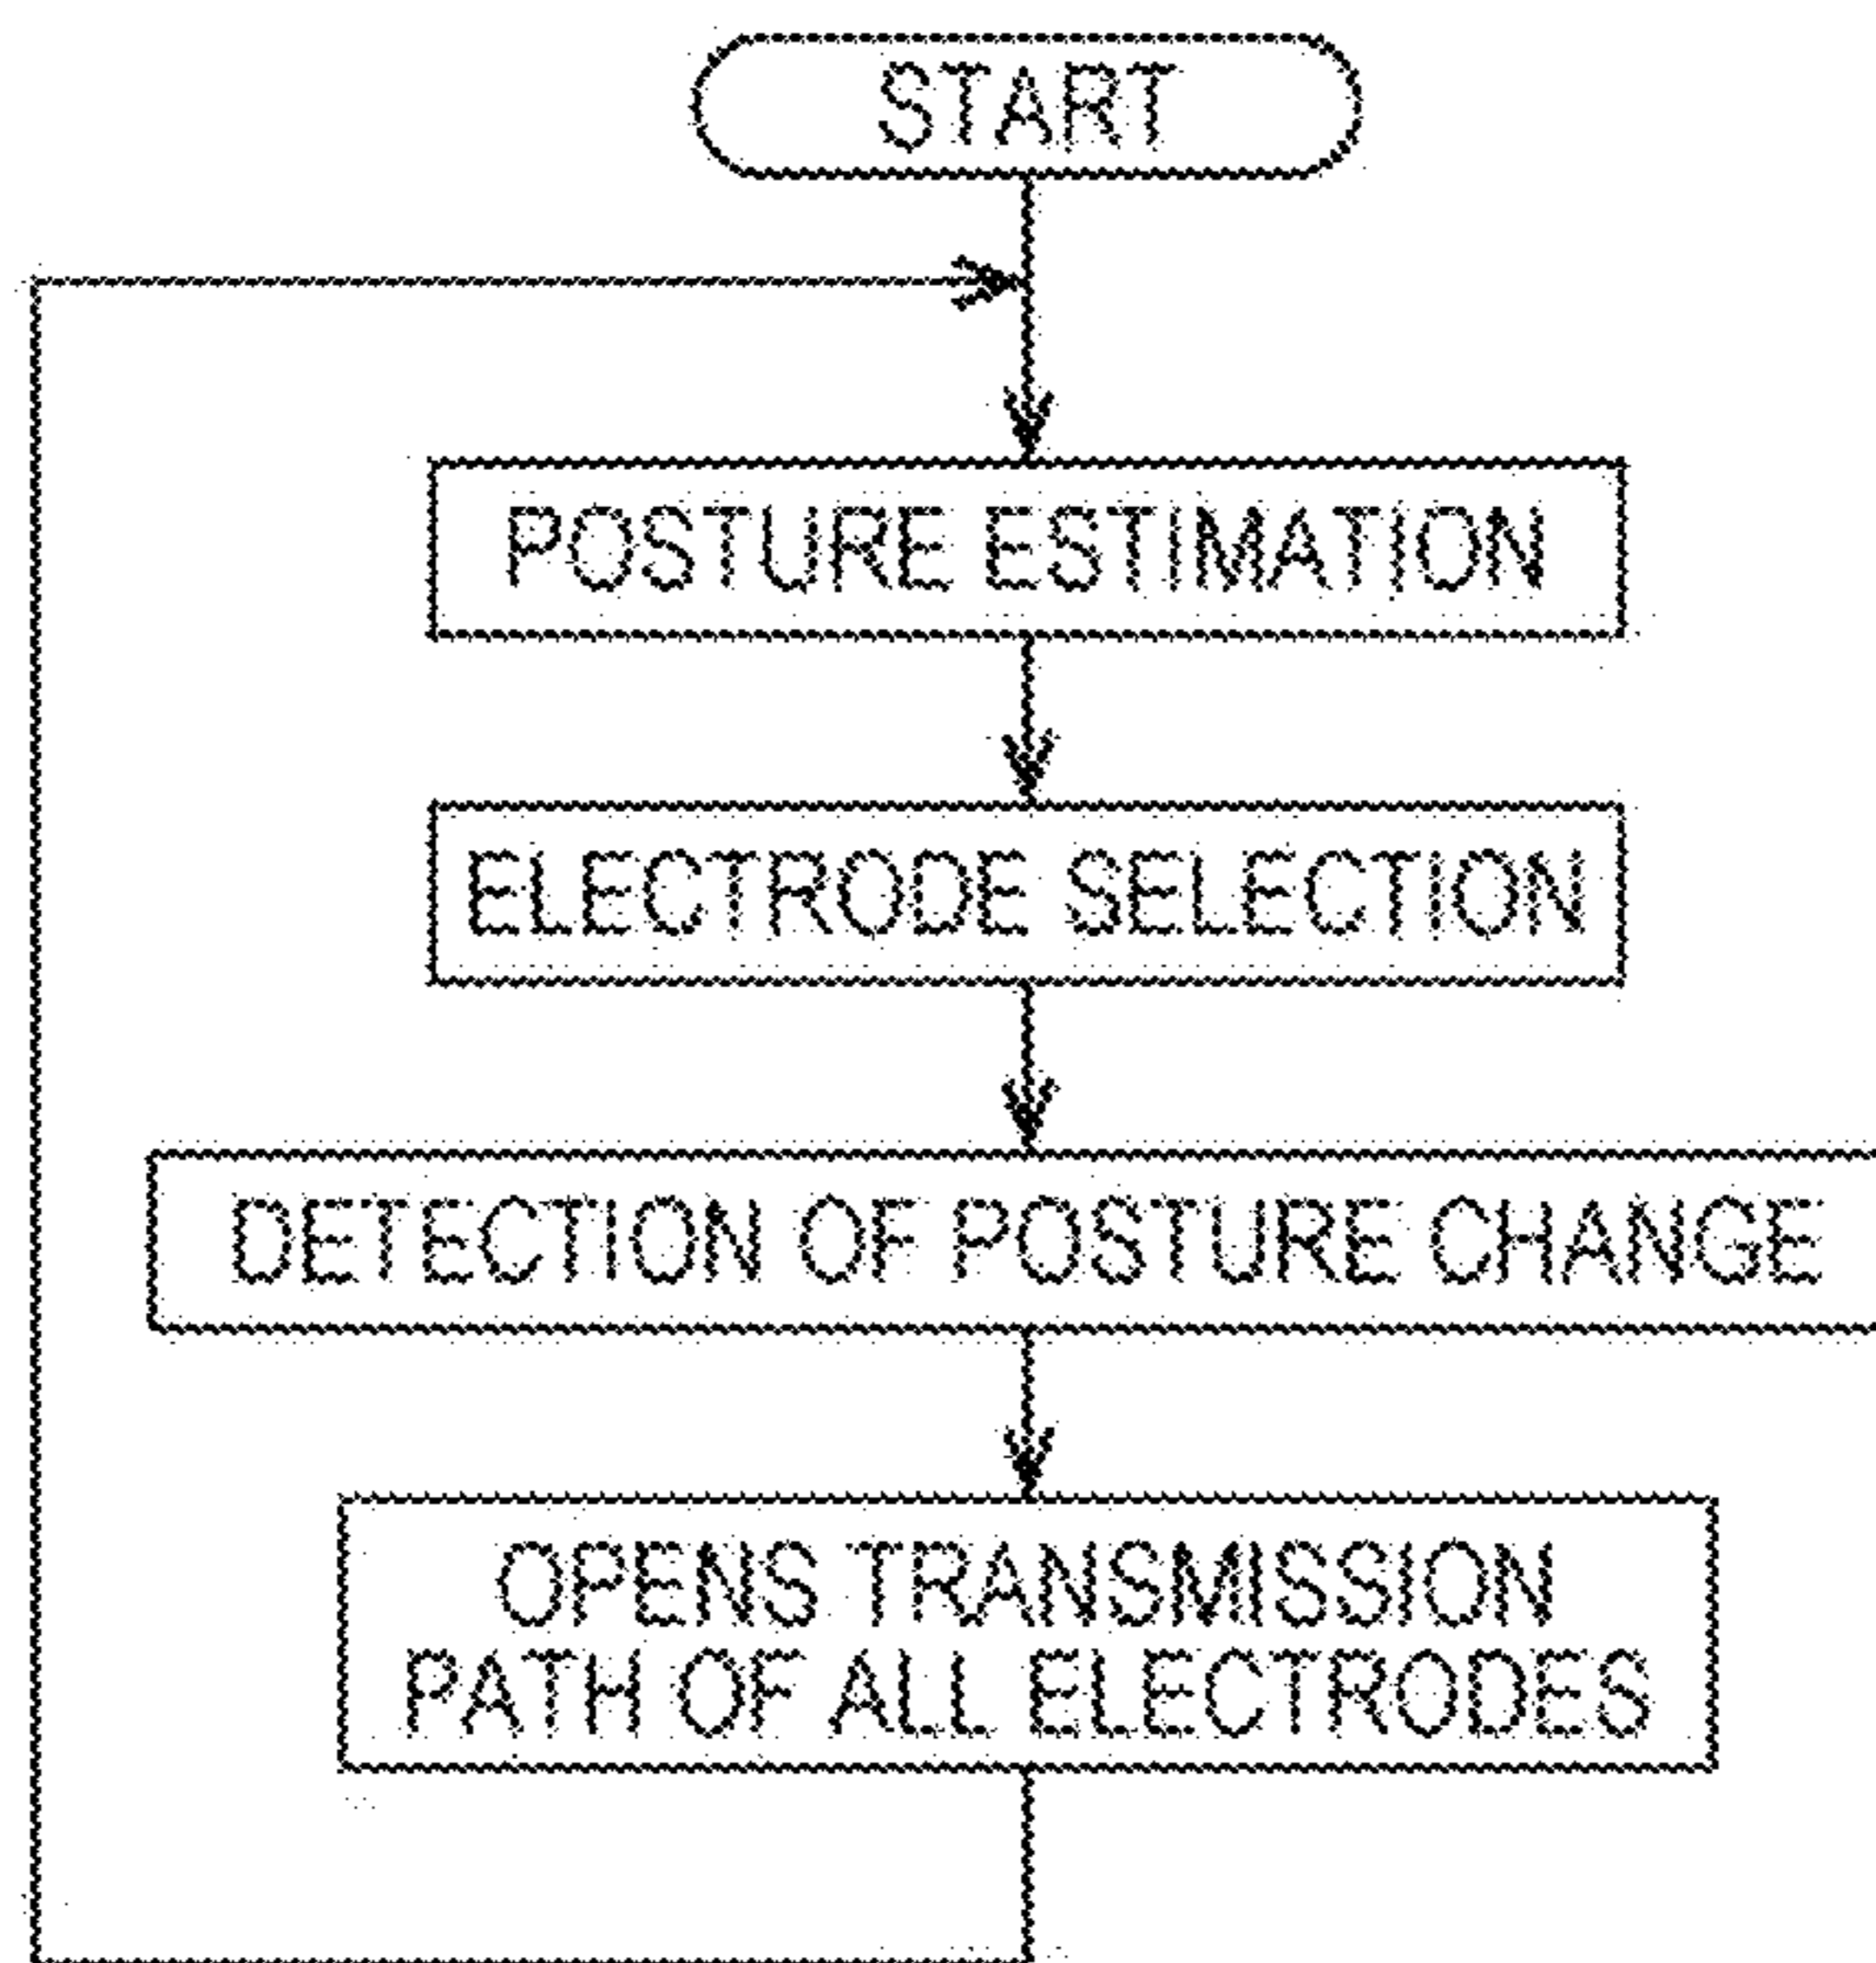 START
POSTURE ESTIMATION
ELECTRODE SELECTION
DETECTION OF POSTURE CHANGE
OPENS TRANSMISSION
PATH OF ALL ELECTRODES